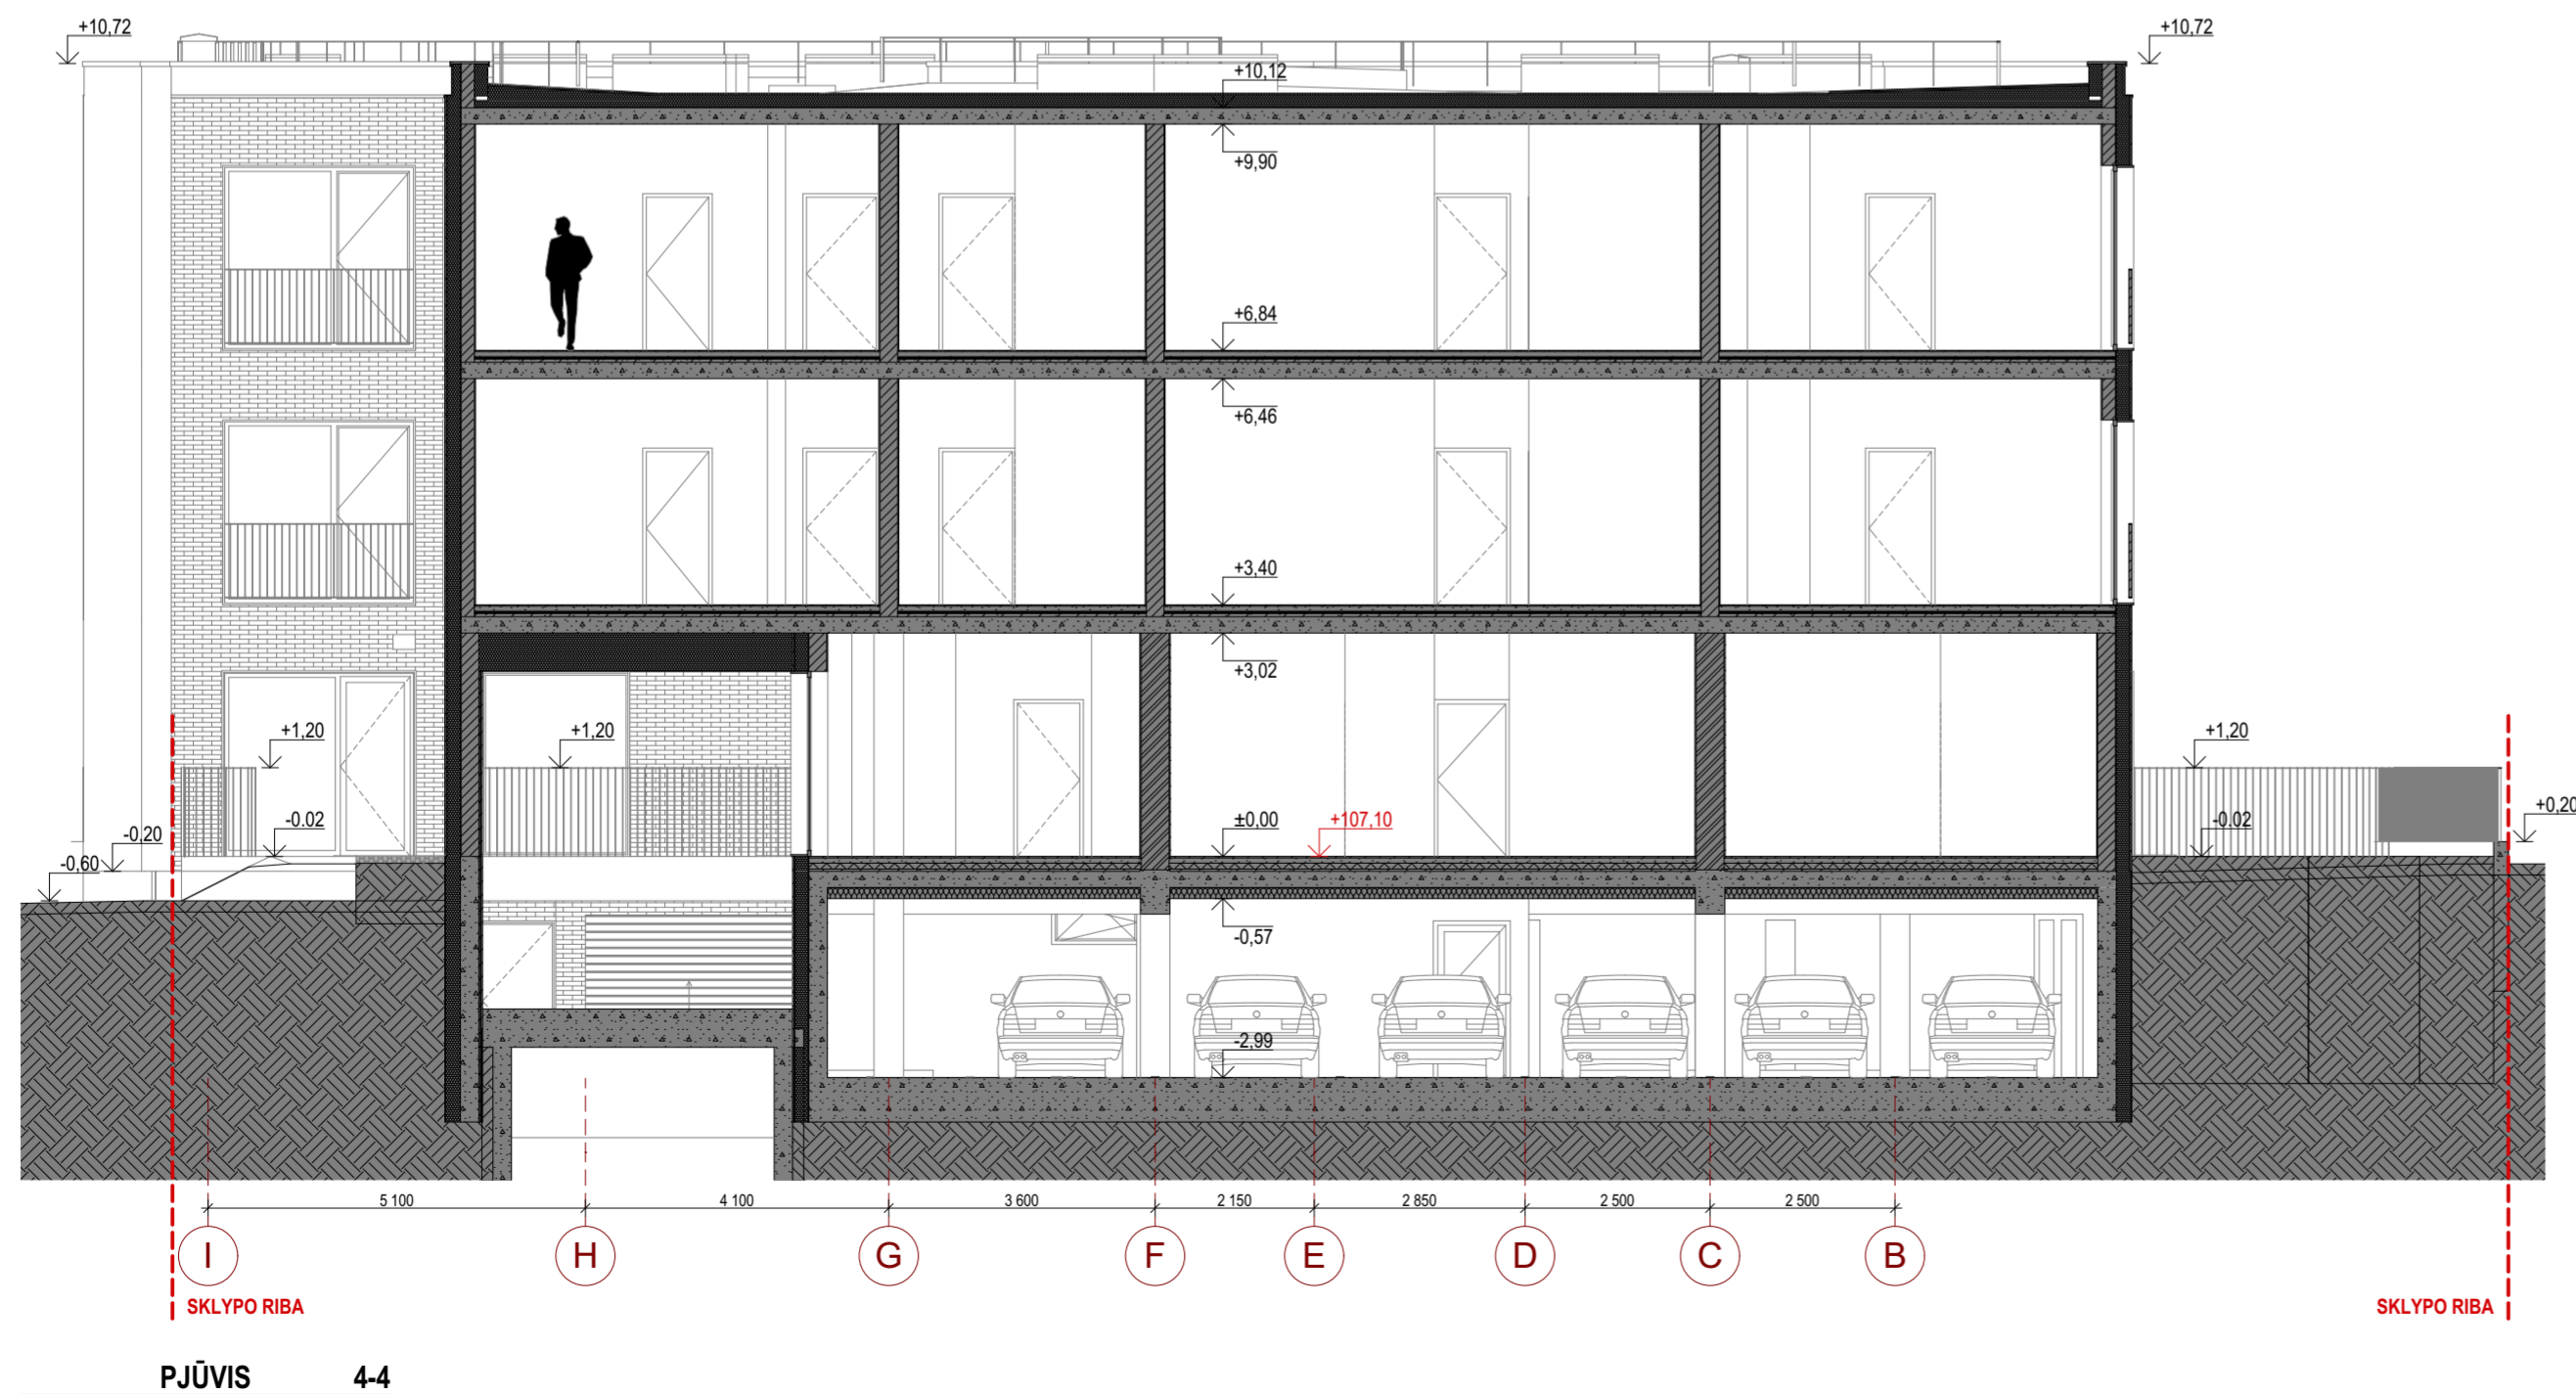 +10,72
+10,72
+10,12
+9,90
+6,84
+6,46
+3,40
+3,02
+1,20
+1,20
+1,20
+0,20
-0,20
-0.02
±0,00
+107,10
-0.02
-0,60
-0,57
-2,99
5 100
4 100
3 600
2 150
2 850
2 500
2 500
I
H
G
F
E
D
C
B
SKLYPO RIBA
SKLYPO RIBA
PJŪVIS 4-4